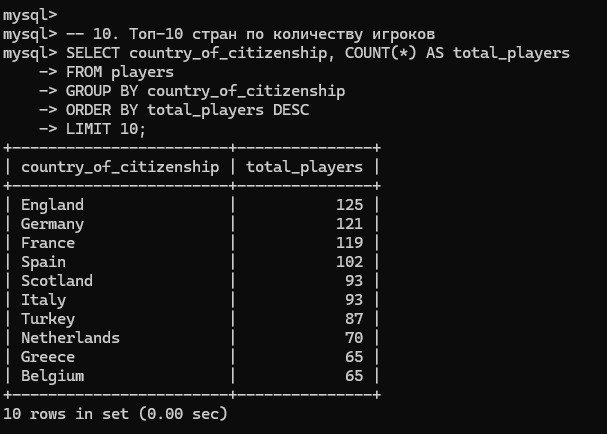 mysql>
mysql> -- 10. Топ-10 стран по количеству игроков
mysql> SELECT country_of_citizenship, COUNT(*) AS total_players
    -> FROM players
    -> GROUP BY country_of_citizenship
    -> ORDER BY total_players DESC
    -> LIMIT 10;
+------------------------+---------------+
| country_of_citizenship | total_players |
+------------------------+---------------+
| England                |           125 |
| Germany                |           121 |
| France                 |           119 |
| Spain                  |           102 |
| Scotland               |            93 |
| Italy                  |            93 |
| Turkey                 |            87 |
| Netherlands            |            70 |
| Greece                 |            65 |
| Belgium                |            65 |
+------------------------+---------------+
10 rows in set (0.00 sec)